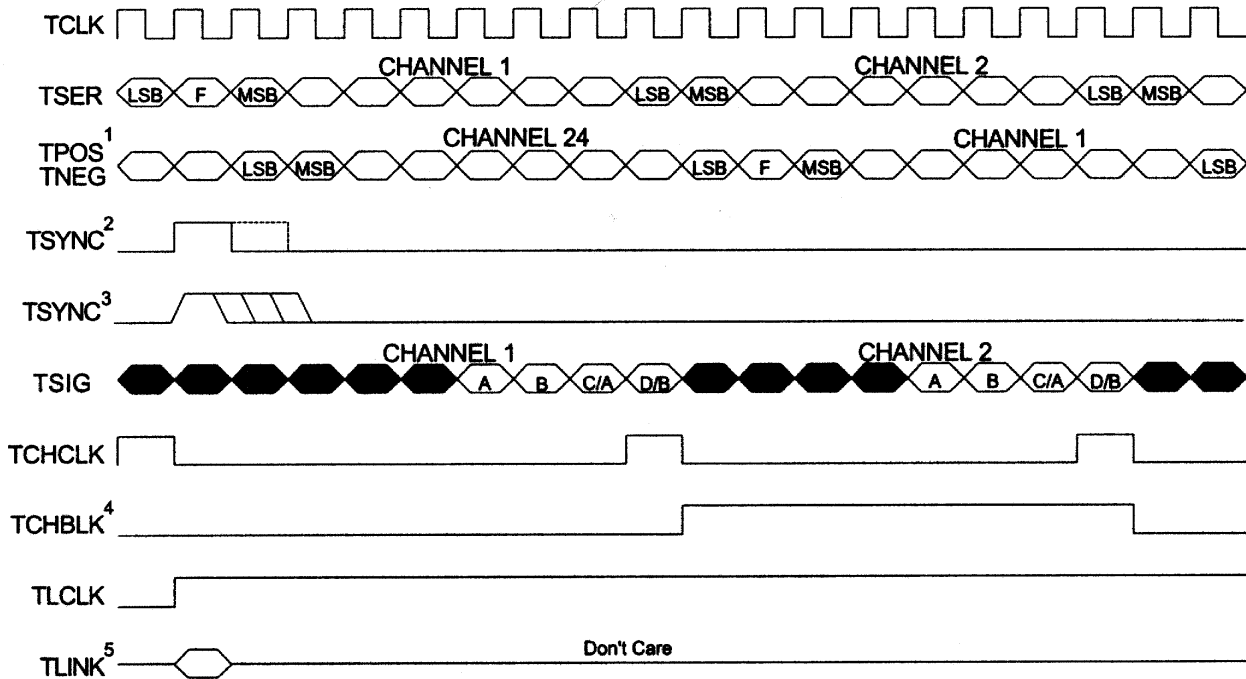 TCLK
CHANNEL 1 CHANNEL 2
TSER LSB F MSB LSB MSB LSB MSB
CHANNEL 24 CHANNEL 1
TPOS1
TNEG LSB MSB LSB F MSB LSB
TSYNC2
TSYNC3
CHANNEL 1 CHANNEL 2
TSIG A B C/A D/B A B C/A D/B
TCHCLK
TCHBLK4
TLCLK
Don't Care
TLINK5